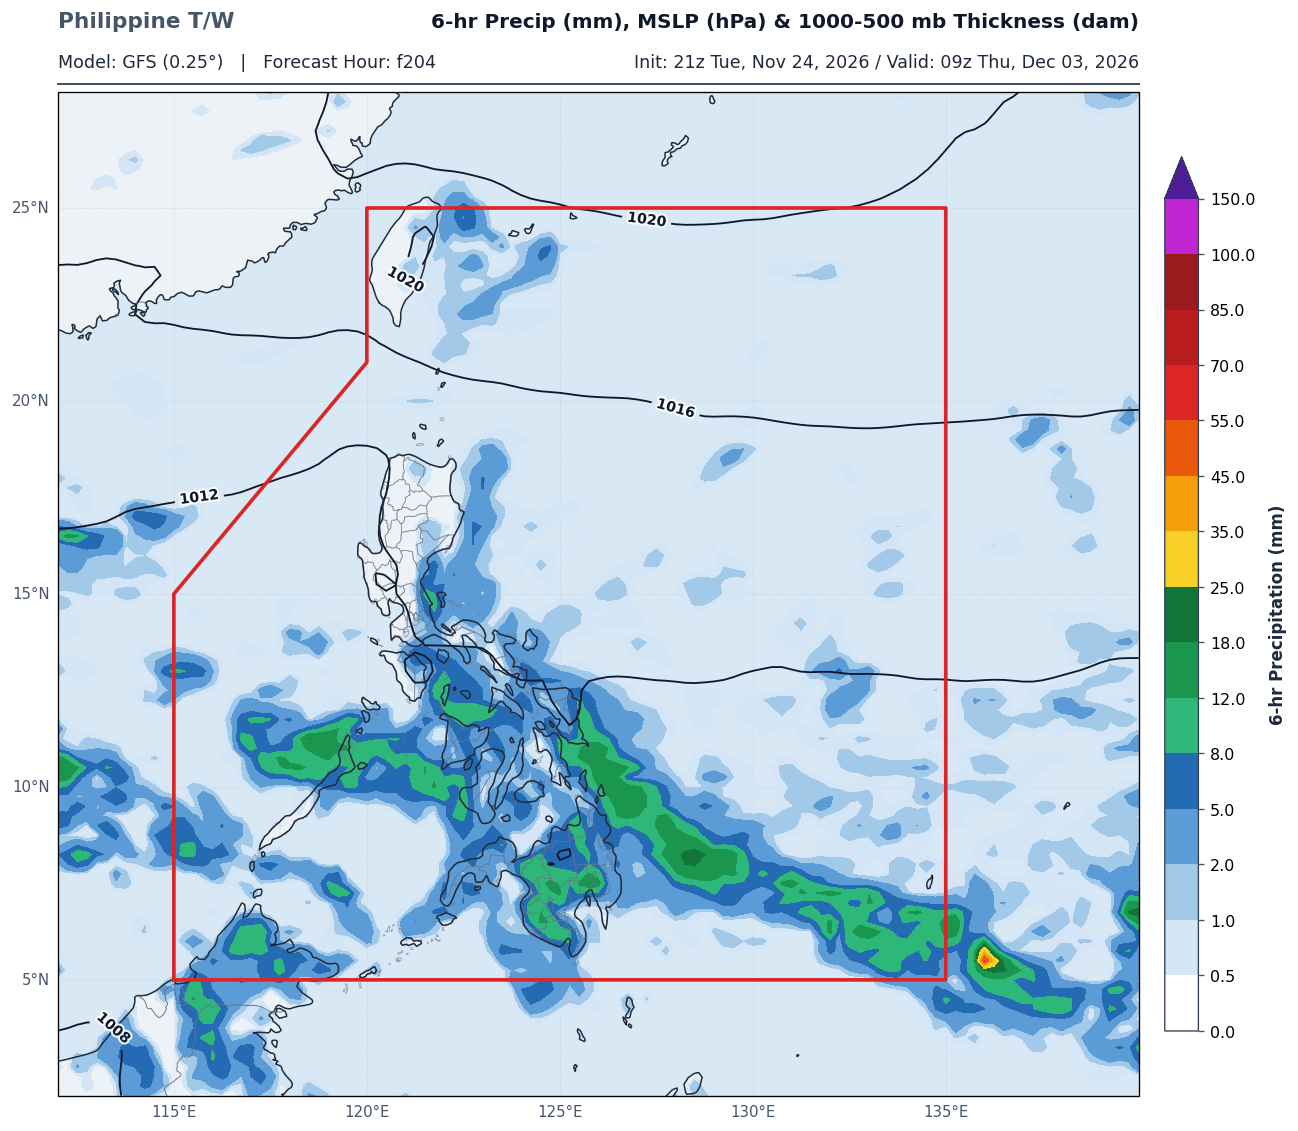 Philippine T/W
6-hr Precip (mm), MSLP (hPa) & 1000-500 mb Thickness (dam)
Model: GFS (0.25°) | Forecast Hour: f204
Init: 21z Tue, Nov 24, 2026 / Valid: 09z Thu, Dec 03, 2026
25°N
20°N
15°N
10°N
5°N
115°E
120°E
125°E
130°E
135°E
1020
1020
1016
1012
1008
150.0
100.0
85.0
70.0
55.0
45.0
35.0
25.0
18.0
12.0
8.0
5.0
2.0
1.0
0.5
0.0
6-hr Precipitation (mm)